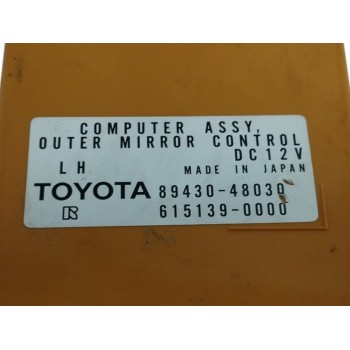 COMPUTER ASSY,
OUTER MIRROR CONTROL
DC12V
LH MADE IN JAPAN
TOYOTA 89430-48030
R 615139-0000